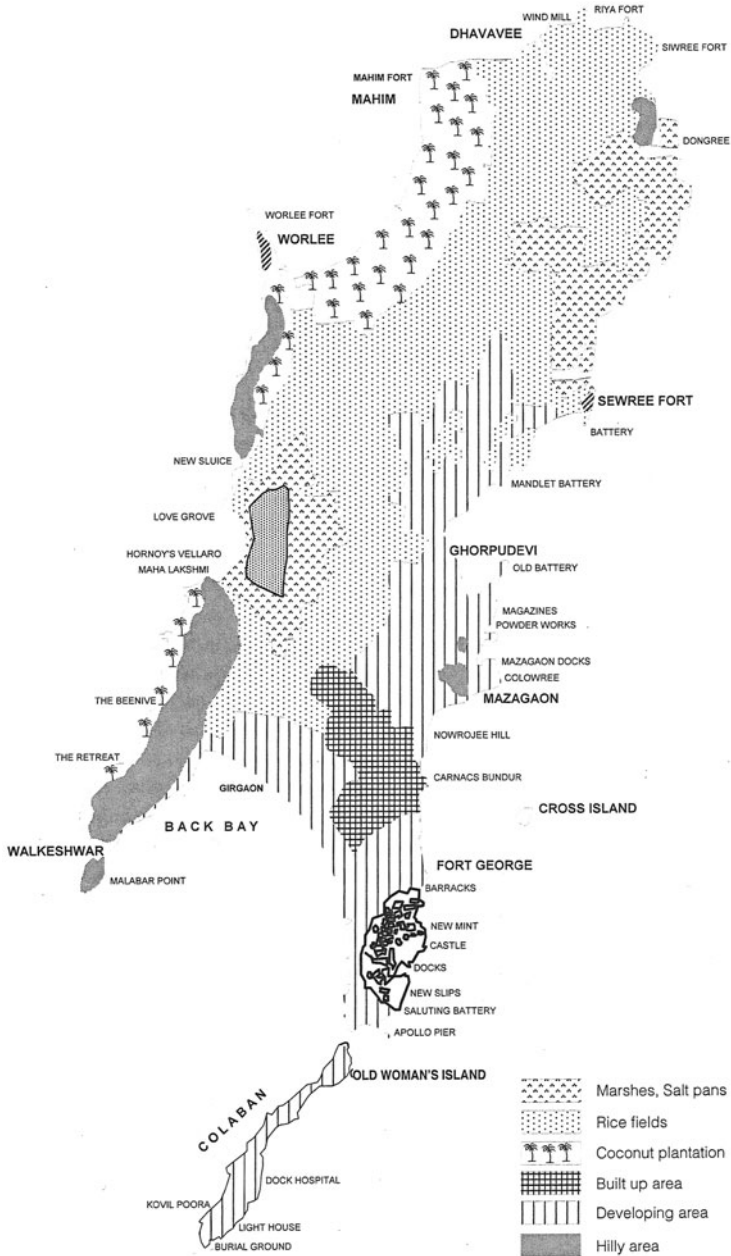 RIYA FORT
WIND MILL
DHAVAVEE
SIWREE FORT
MAHIM FORT
MAHIM
DONGREE
WORLEE FORT
WORLEE
SEWREE FORT
BATTERY
NEW SLUICE
MANDLET BATTERY
LOVE GROVE
GHORPUDEVI
HORNOY'S VELLARO
OLD BATTERY
MAHA LAKSHMI
MAGAZINES
POWDER WORKS
MAZAGAON DOCKS
COLOWREE
MAZAGAON
THE BEENIVE
NOWROJEE HILL
THE RETREAT
CARNACS BUNDUR
GIRGAON
CROSS ISLAND
BACK BAY
WALKESHWAR
FORT GEORGE
MALABAR POINT
BARRACKS
NEW MINT
CASTLE
DOCKS
NEW SLIPS
SALUTING BATTERY
APOLLO PIER
OLD WOMAN'S ISLAND
COLABAN
DOCK HOSPITAL
KOVIL POORA
LIGHT HOUSE
BURIAL GROUND
Marshes, Salt pans
Rice fields
Coconut plantation
Built up area
Developing area
Hilly area